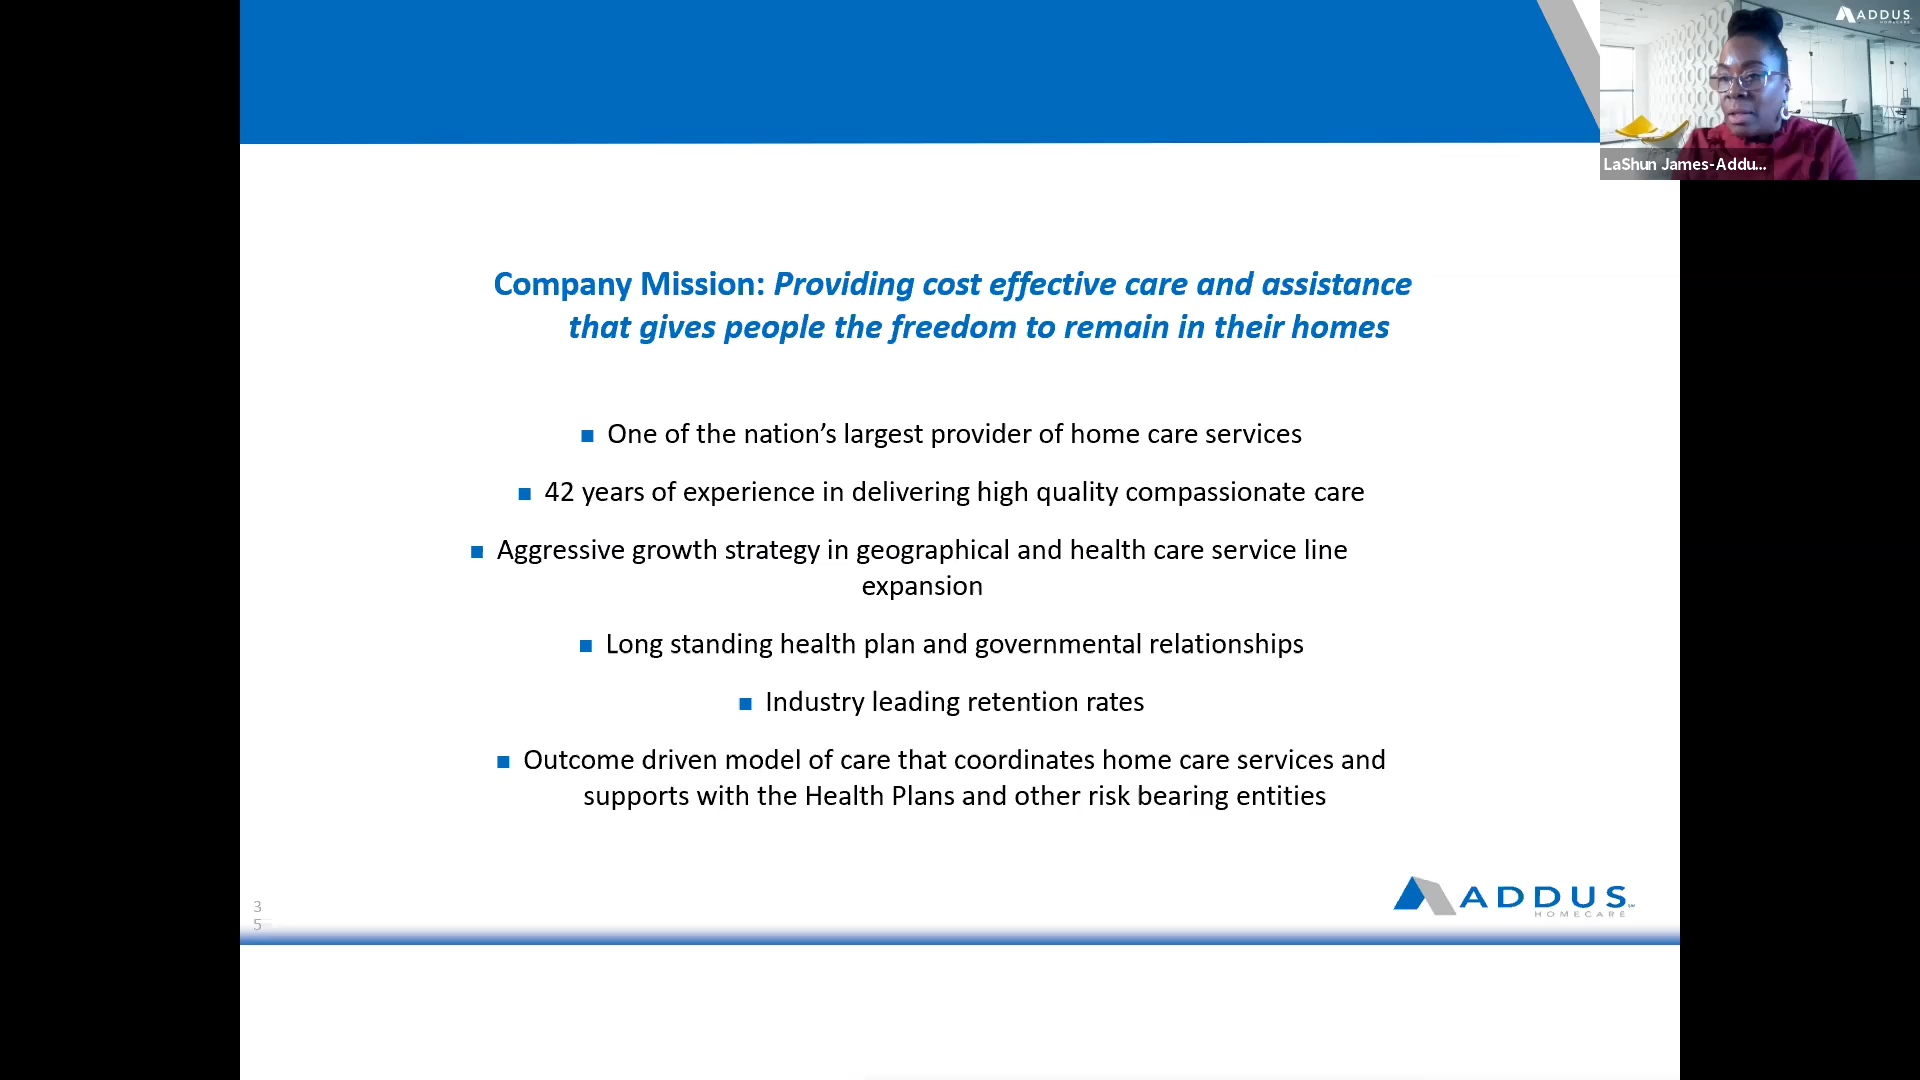 ADDUS
HOMECARE
LaShun James-Addu...
Company Mission: Providing cost effective care and assistance
that gives people the freedom to remain in their homes
■ One of the nation’s largest provider of home care services
■ 42 years of experience in delivering high quality compassionate care
■ Aggressive growth strategy in geographical and health care service line
expansion
■ Long standing health plan and governmental relationships
■ Industry leading retention rates
■ Outcome driven model of care that coordinates home care services and
supports with the Health Plans and other risk bearing entities
3
5
ADDUS℠
HOMECARE